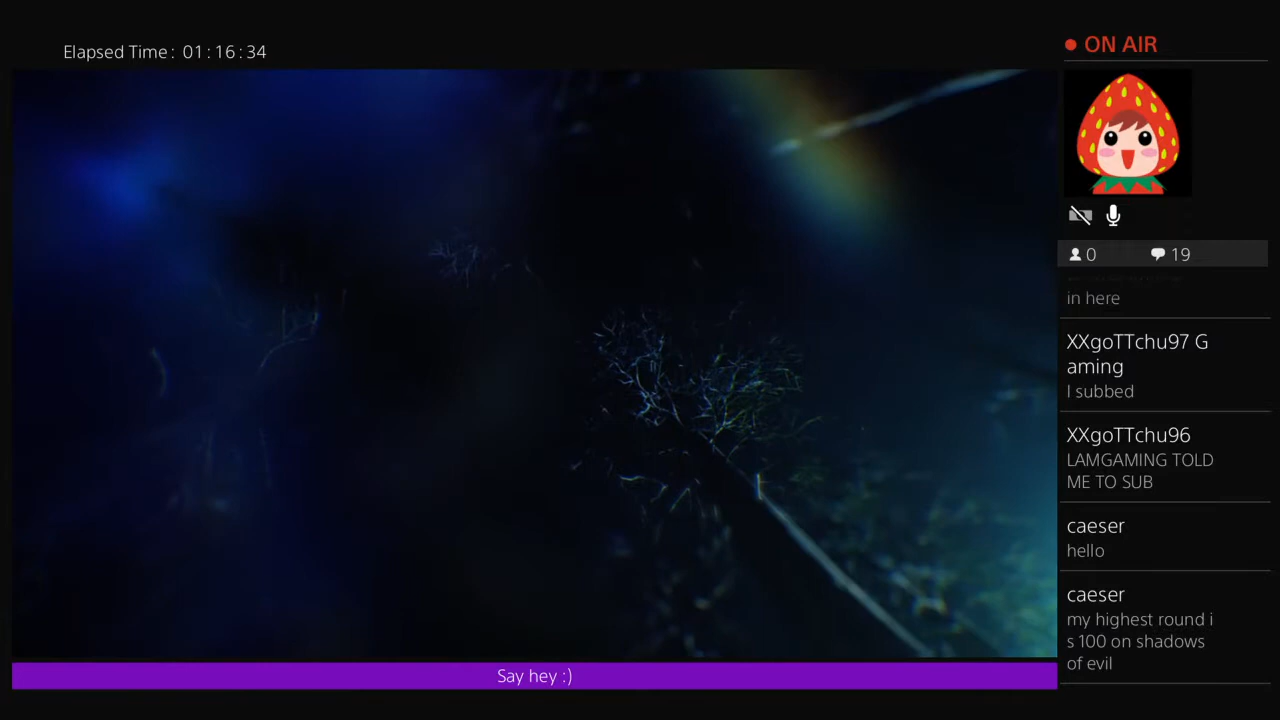 Elapsed Time: 01:16:34
ON AIR
0 19
in here
XXgoTTchu97 G
aming
I subbed
XXgoTTchu96
LAMGAMING TOLD
ME TO SUB
caeser
hello
caeser
my highest round i
s 100 on shadows
of evil
Say hey :)